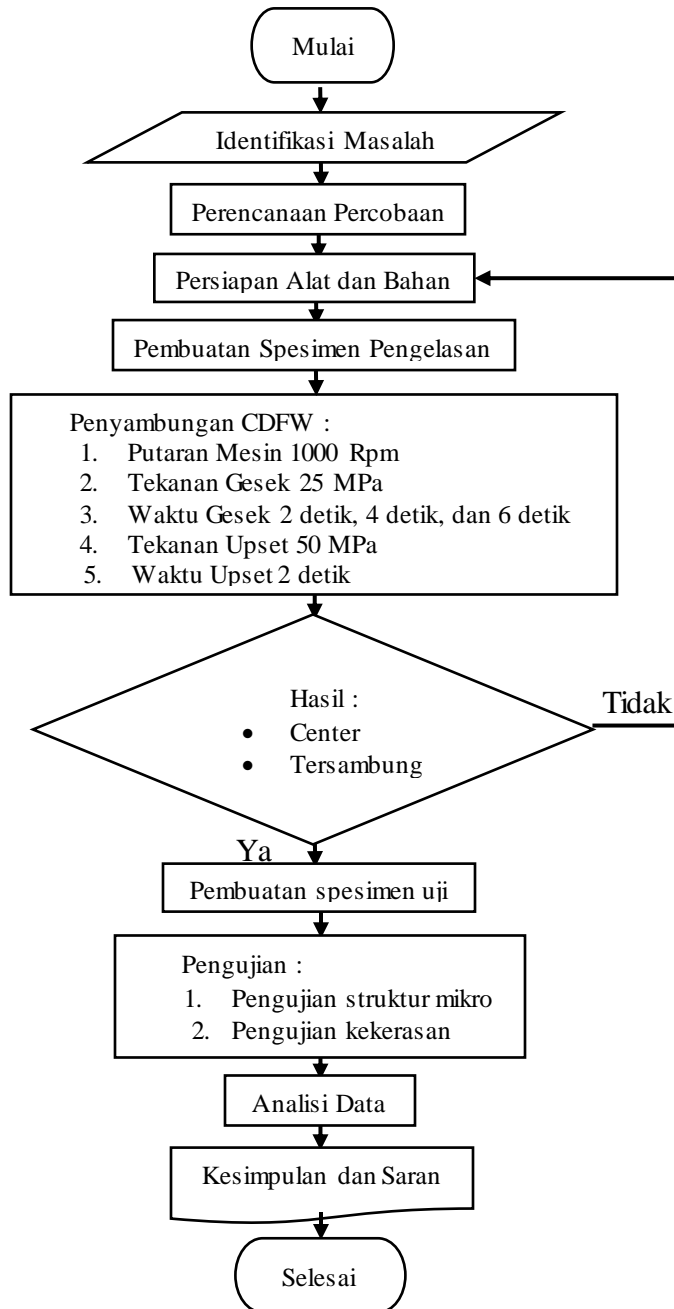 Mulai
Identifikasi Masalah
Perencanaan Percobaan
Persiapan Alat dan Bahan
Pembuatan Spesimen Pengelasan
Penyambungan CDFW :
1. Putaran Mesin 1000 Rpm
2. Tekanan Gesek 25 MPa
3. Waktu Gesek 2 detik, 4 detik, dan 6 detik
4. Tekanan Upset 50 MPa
5. Waktu Upset 2 detik
Hasil :
• Center
• Tersambung
Tidak
Ya
Pembuatan spesimen uji
Pengujian :
1. Pengujian struktur mikro
2. Pengujian kekerasan
Analisi Data
Kesimpulan dan Saran
Selesai